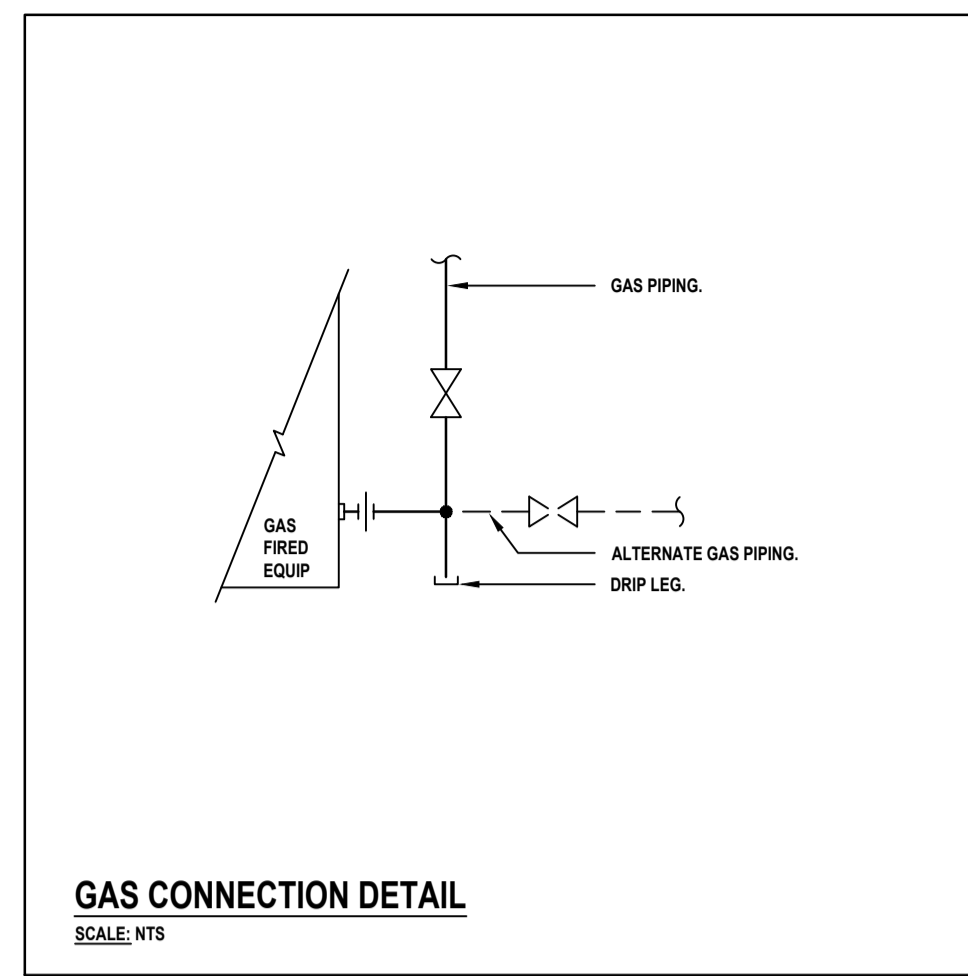 GAS PIPING.
GAS
FIRED
EQUIP
ALTERNATE GAS PIPING.
DRIP LEG.
GAS CONNECTION DETAIL
SCALE: NTS